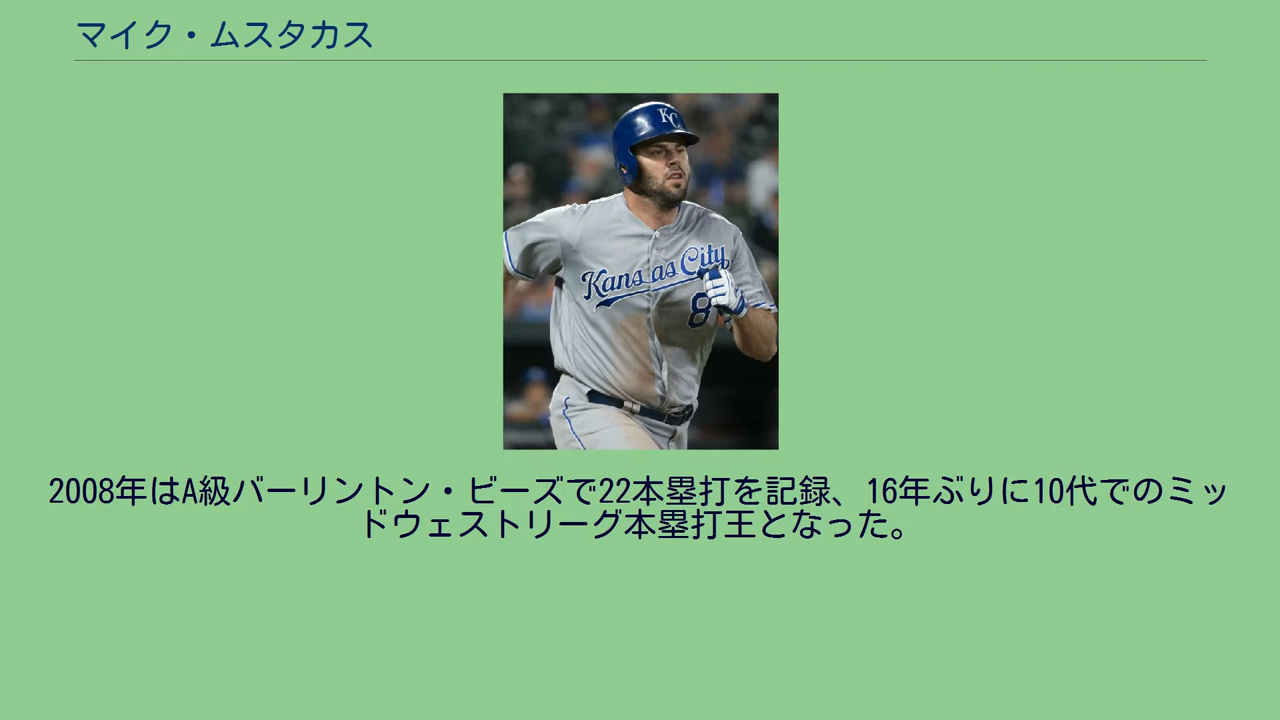 マイク・ムスタカス
KC
Kansas City
8
2008年はA級バーリントン・ビーズで22本塁打を記録、16年ぶりに10代でのミッ
ドウェストリーグ本塁打王となった。